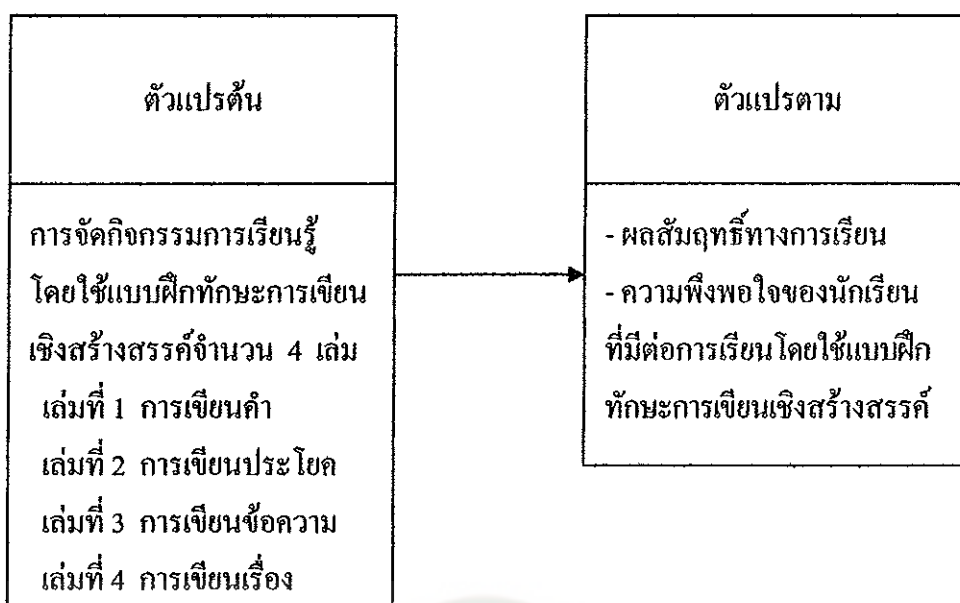 ตัวแปรต้น
การจัดกิจกรรมการเรียนรู้
โดยใช้แบบฝึกทักษะการเขียน
เชิงสร้างสรรค์จำนวน 4 เล่ม
เล่มที่ 1 การเขียนคำ
เล่มที่ 2 การเขียนประโยค
เล่มที่ 3 การเขียนข้อความ
เล่มที่ 4 การเขียนเรื่อง
ตัวแปรตาม
- ผลสัมฤทธิ์ทางการเรียน
- ความพึงพอใจของนักเรียน
ที่มีต่อการเรียนโดยใช้แบบฝึก
ทักษะการเขียนเชิงสร้างสรรค์